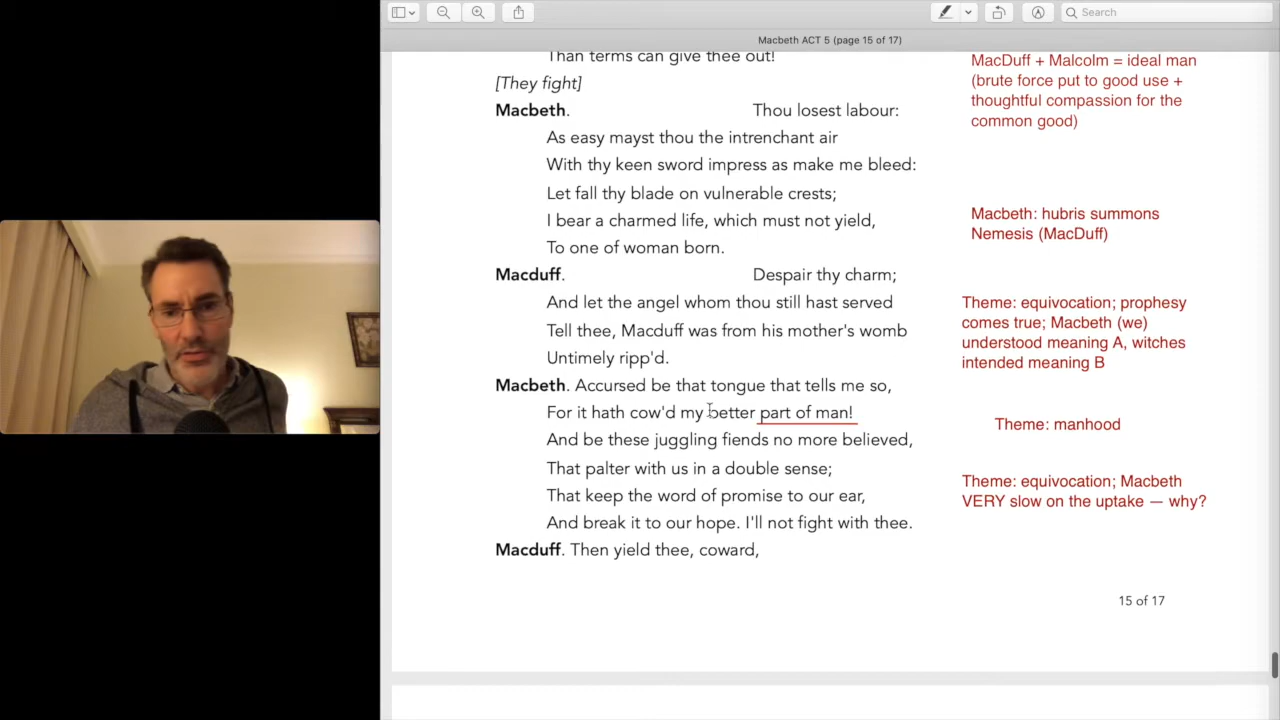 Search
Macbeth ACT 5 (page 15 of 17)
Than terms can give thee out!
[They fight]
Macbeth. Thou losest labour:
As easy mayst thou the intrenchant air
With thy keen sword impress as make me bleed:
Let fall thy blade on vulnerable crests;
I bear a charmed life, which must not yield,
To one of woman born.
Macduff. Despair thy charm;
And let the angel whom thou still hast served
Tell thee, Macduff was from his mother's womb
Untimely ripp'd.
Macbeth. Accursed be that tongue that tells me so,
For it hath cow'd my better part of man!
And be these juggling fiends no more believed,
That palter with us in a double sense;
That keep the word of promise to our ear,
And break it to our hope. I'll not fight with thee.
Macduff. Then yield thee, coward,
15 of 17
MacDuff + Malcolm = ideal man
(brute force put to good use +
thoughtful compassion for the
common good)
Macbeth: hubris summons
Nemesis (MacDuff)
Theme: equivocation; prophesy
comes true; Macbeth (we)
understood meaning A, witches
intended meaning B
Theme: manhood
Theme: equivocation; Macbeth
VERY slow on the uptake — why?